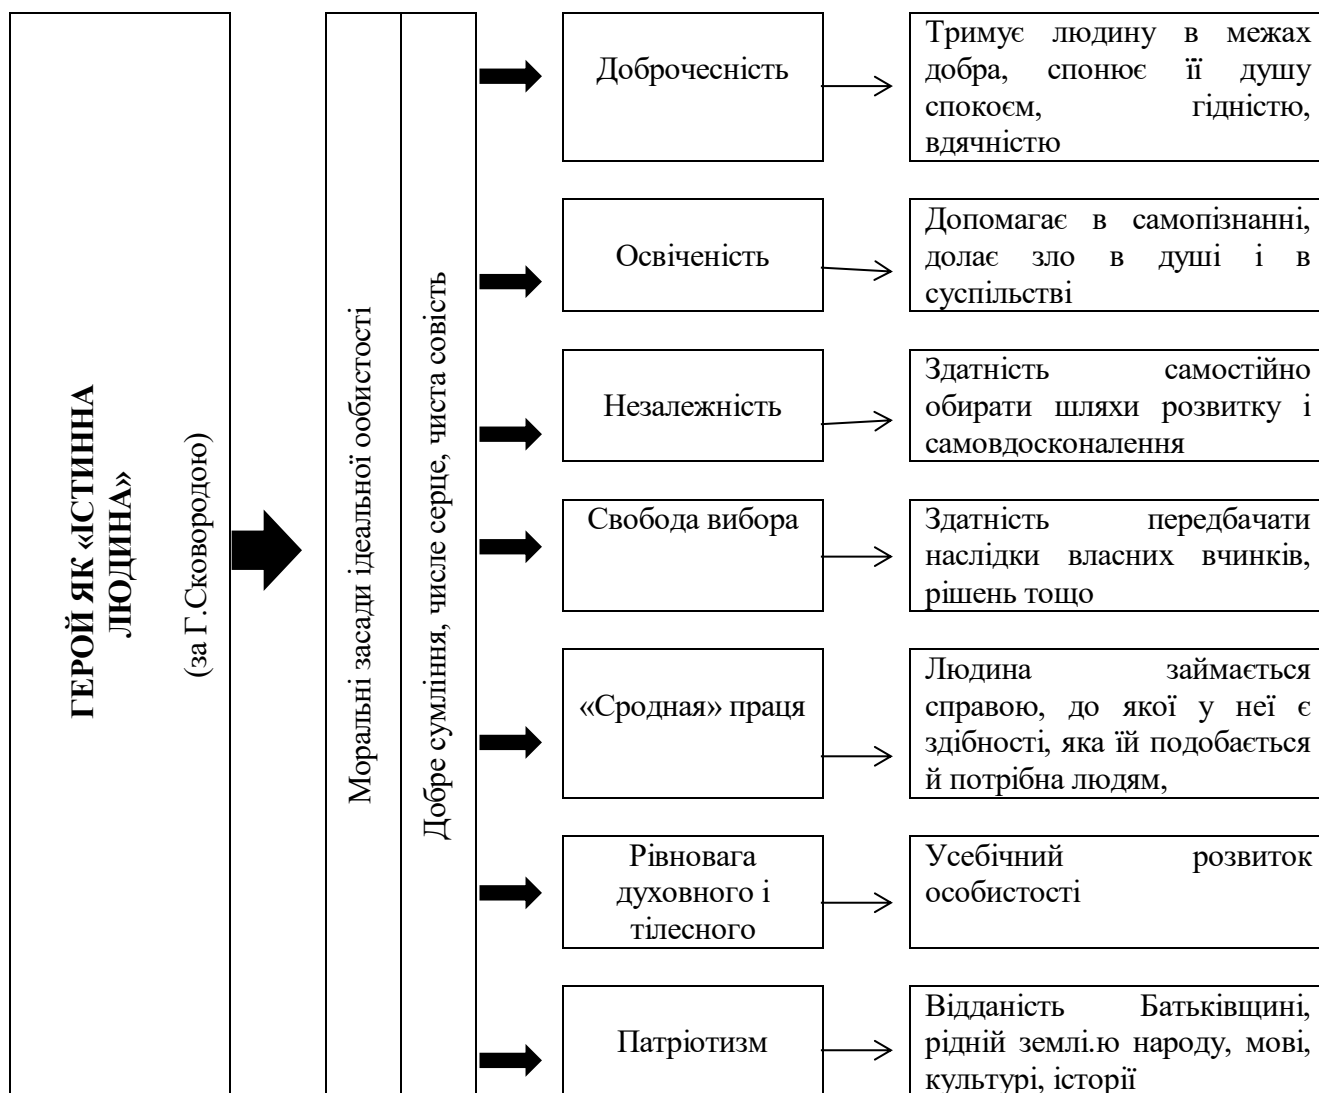 ГЕРОЙ ЯК «ІСТИННА
ЛЮДИНА»
(за Г.Сковородою)
Моральні засади ідеальної ообистості
Добре сумління, числе серце, чиста совість
Доброчесність
Тримує людину в межах
добра, спонює її душу
спокоєм, гідністю,
вдячністю
Освіченість
Допомагає в самопізнанні,
долає зло в душі і в
суспільстві
Незалежність
Здатність самостійно
обирати шляхи розвитку і
самовдосконалення
Свобода вибора
Здатність передбачати
наслідки власних вчинків,
рішень тощо
«Сродная» праця
Людина займається
справою, до якої у неї є
здібності, яка їй подобається
й потрібна людям,
Рівновага
духовного і
тілесного
Усебічний розвиток
особистості
Патріотизм
Відданість Батьківщині,
рідній землі.ю народу, мові,
культурі, історії